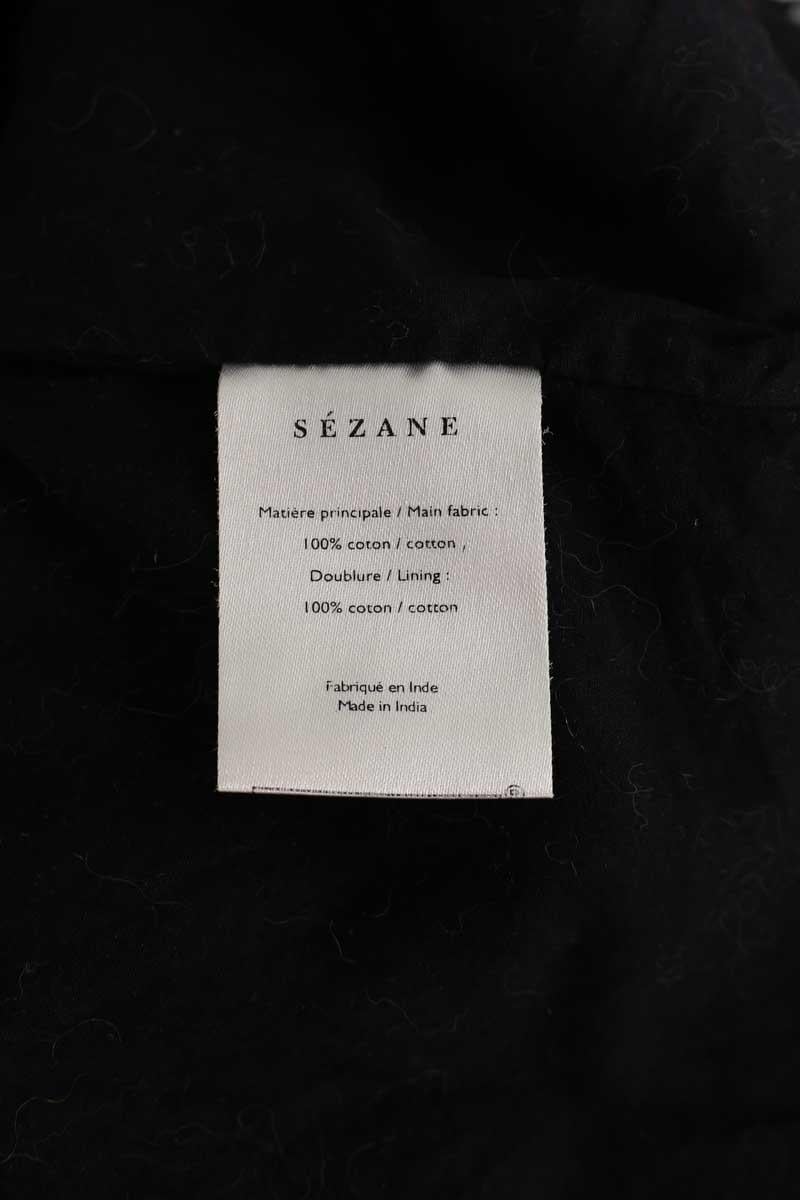 SÉZANE
Matière principale / Main fabric :
100% coton / cotton ,
Doublure / Lining :
100% coton / cotton
Fabriqué en Inde
Made in India